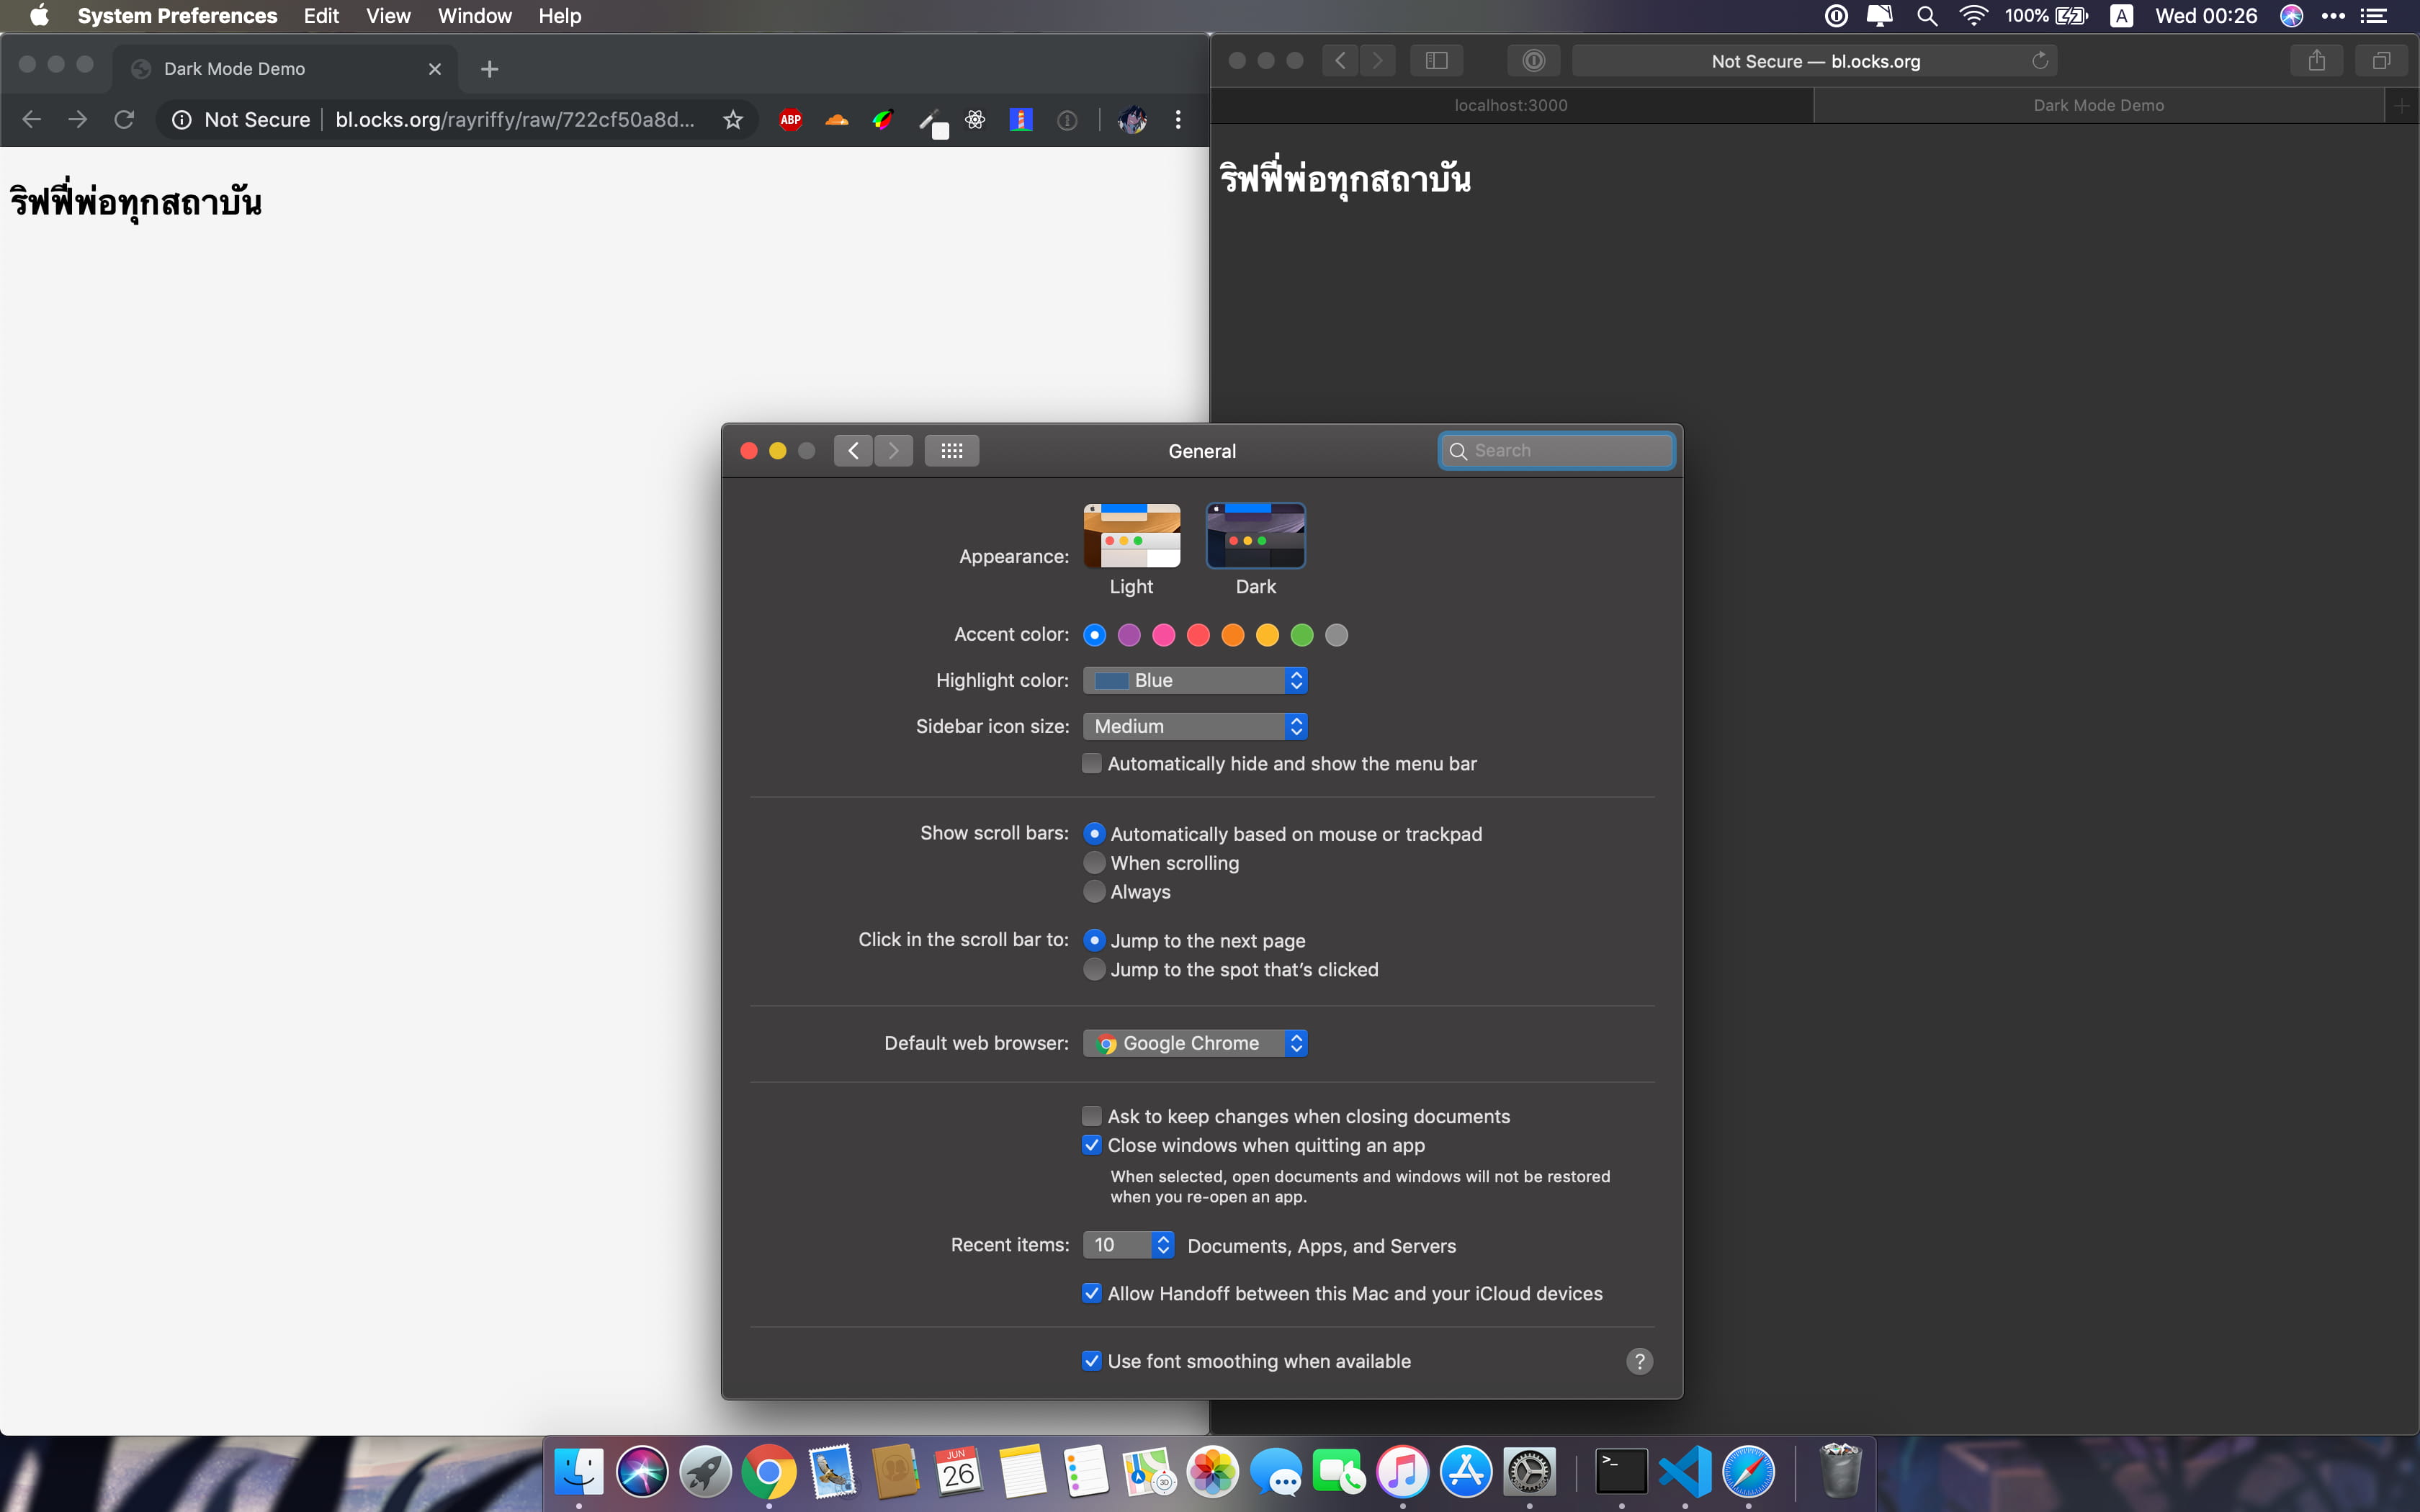 System Preferences Edit View Window Help
100% A Wed 00:26
Dark Mode Demo
Not Secure bl.ocks.org/rayriffy/raw/722cf50a8d...
ABP
ริฟฟี่พ่อทุกสถาบัน
Not Secure — bl.ocks.org
localhost:3000
Dark Mode Demo
ริฟฟี่พ่อทุกสถาบัน
General
Search
Appearance:
Light
Dark
Accent color:
Highlight color: Blue
Sidebar icon size: Medium
Automatically hide and show the menu bar
Show scroll bars: Automatically based on mouse or trackpad
When scrolling
Always
Click in the scroll bar to: Jump to the next page
Jump to the spot that's clicked
Default web browser: Google Chrome
Ask to keep changes when closing documents
Close windows when quitting an app
When selected, open documents and windows will not be restored
when you re-open an app.
Recent items: 10 Documents, Apps, and Servers
Allow Handoff between this Mac and your iCloud devices
Use font smoothing when available
?
JUN
26
3D
>_